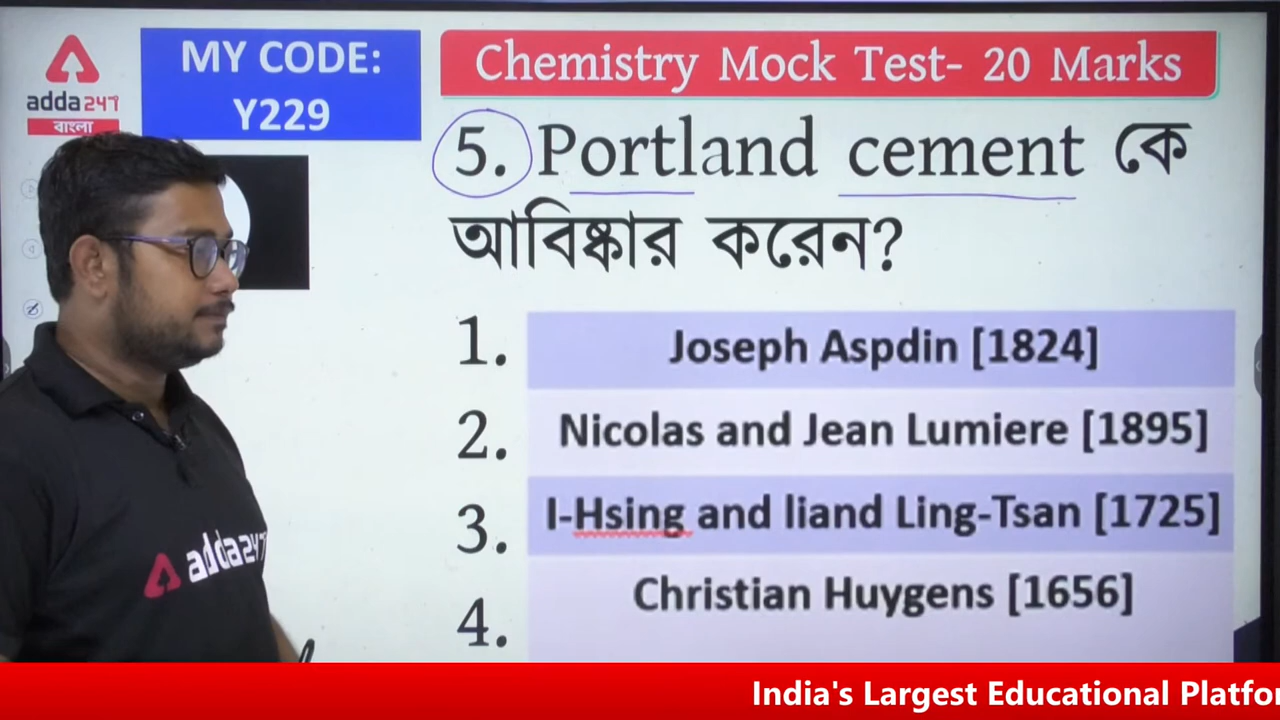 adda247
বাংলা
MY CODE:
Y229
Chemistry Mock Test- 20 Marks
5. Portland cement কে
আবিষ্কার করেন?
1. Joseph Aspdin [1824]
2. Nicolas and Jean Lumiere [1895]
3. I-Hsing and liand Ling-Tsan [1725]
4. Christian Huygens [1656]
adda247
India's Largest Educational Platfor